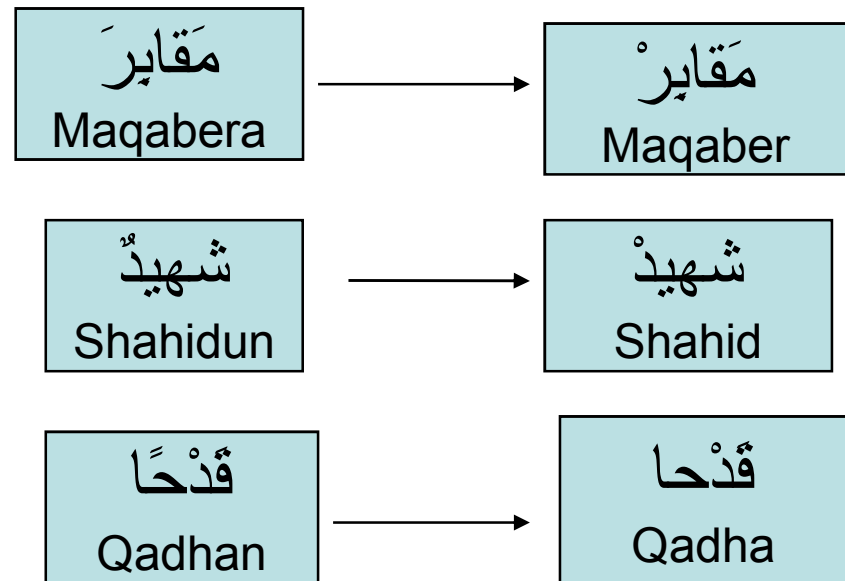 مَقابِرَ
Maqabera
مَقابِرْ
Maqaber
شهيدٌ
Shahidun
شهيدْ
Shahid
قَدْحًا
Qadhan
قَدْحا
Qadha